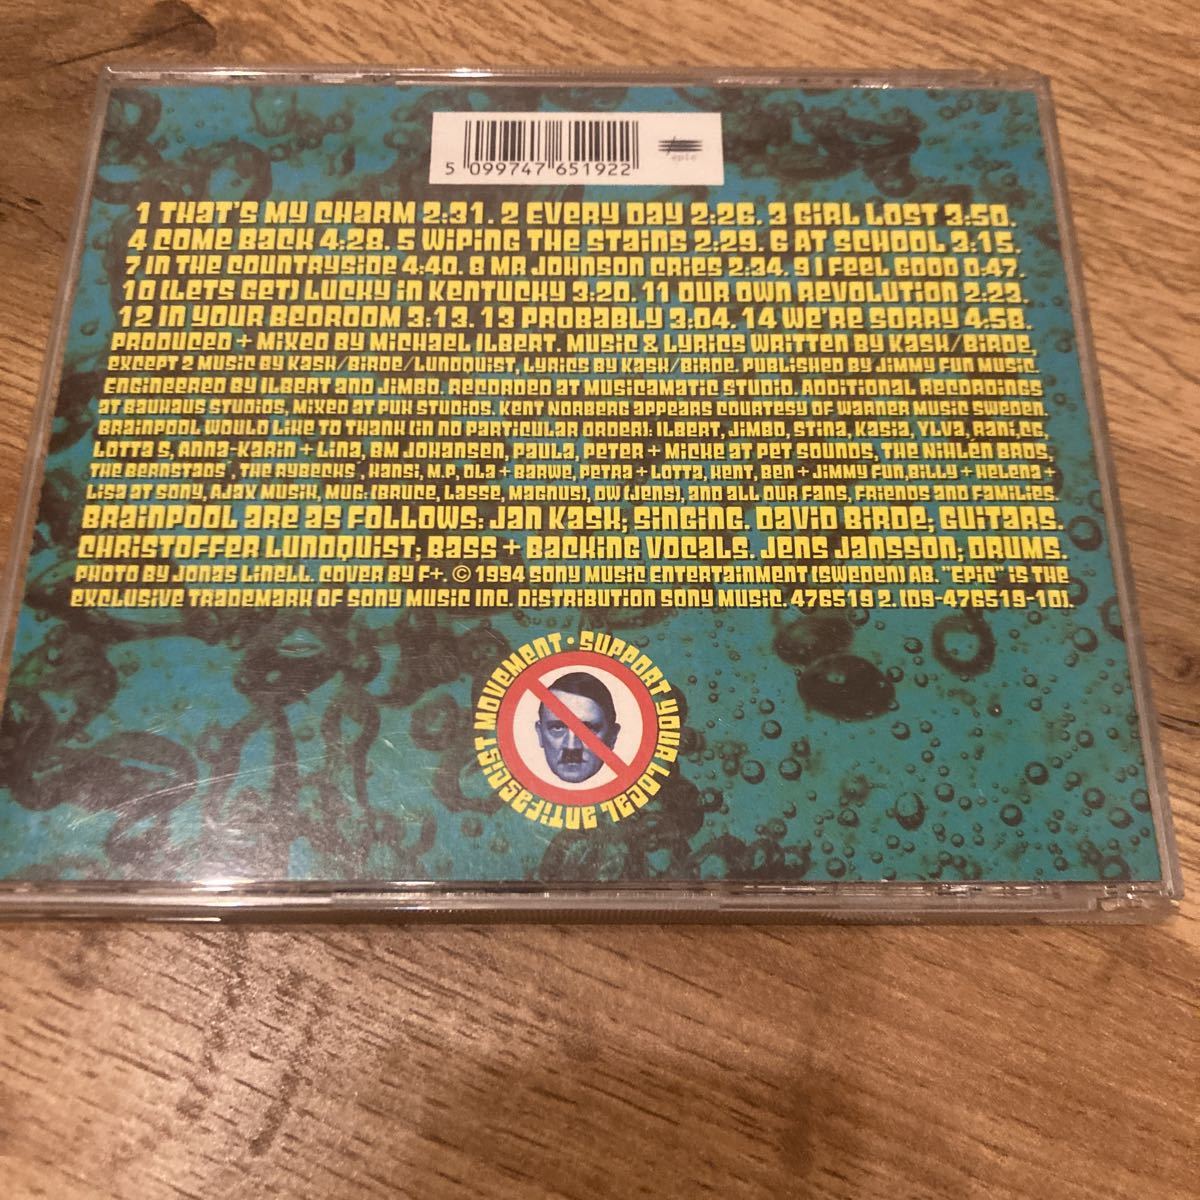 5 099747 651922
epic
1 THAT'S MY CHARM 2:31. 2 EVERY DAY 2:26. 3 GIRL LOST 3:50.
4 COME BACK 4:28. 5 WIPING THE STAINS 2:29. 6 AT SCHOOL 3:15.
7 IN THE COUNTRYSIDE 4:40. 8 MR JOHNSON CRIES 2:34. 9 I FEEL GOOD 0:47.
10 (LETS GET) LUCKY IN KENTUCKY 3:20. 11 OUR OWN REVOLUTION 2:23.
12 IN YOUR BEDROOM 3:13. 13 PROBABLY 3:04. 14 WE'RE SORRY 4:58.
PRODUCED + MIXED BY MICHAEL ILBERT. MUSIC & LYRICS WRITTEN BY KASH/BIRDE,
EXCEPT 2 MUSIC BY KASH/BIRDE/LUNDQUIST, LYRICS BY KASH/BIRDE. PUBLISHED BY JIMMY FUN MUSIC.
ENGINEERED BY ILBERT AND JIMBO. RECORDED AT MUSICAMATIC STUDIO. ADDITIONAL RECORDINGS
AT BAUHAUS STUDIOS, MIXED AT PUK STUDIOS. KENT NORBERG APPEARS COURTESY OF WARNER MUSIC SWEDEN.
BRAINPOOL WOULD LIKE TO THANK (IN NO PARTICULAR ORDER): ILBERT, JIMBO, STINA, KASIA, YLVA, RANI, CS,
LOTTA S, ANNA-KARIN + LINA, BM JOHANSEN, PAULA, PETER + MICKE AT PET SOUNDS, THE NIHLÉN BROS,
THE BERNSTADS', THE RYBECKS', HANSI, M.P, OLA + BARWE, PETRA + LOTTA, KENT, BEN + JIMMY FUN, BILLY + HELENA +
LISA AT SONY, AJAX MUSIK, MUG: (BRUCE, LASSE, MAGNUS), DW (JENS), AND ALL OUR FANS, FRIENDS AND FAMILIES.
BRAINPOOL ARE AS FOLLOWS: JAN KASK; SINGING. DAVID BIRDE; GUITARS.
CHRISTOFFER LUNDQUIST; BASS + BACKING VOCALS. JENS JANSSON; DRUMS.
PHOTO BY JONAS LINELL. COVER BY F+. © 1994 SONY MUSIC ENTERTAINMENT (SWEDEN) AB. "EPIC" IS THE
EXCLUSIVE TRADEMARK OF SONY MUSIC INC. DISTRIBUTION SONY MUSIC. 476519 2. (09-476519-10).
SUPPORT YOUR LOCAL ANTIFASCIST MOVEMENT ·